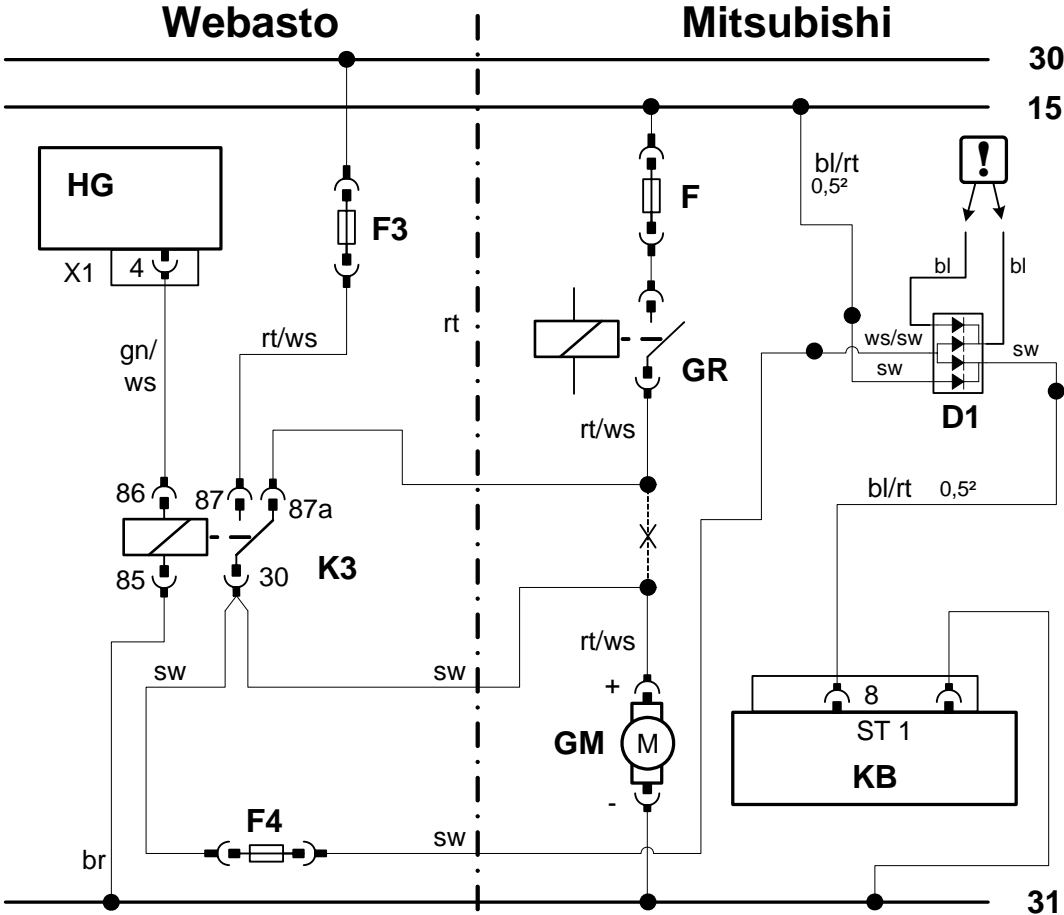 Webasto
Mitsubishi
30
15
HG
X1
4
F3
F
bl/rt
0,5²
!
bl
bl
gn/
ws
rt/ws
rt
GR
ws/sw
sw
sw
D1
rt/ws
86
87
87a
85
30
K3
bl/rt
0,5²
sw
sw
rt/ws
+
GM
M
-
8
ST 1
KB
F4
br
sw
31